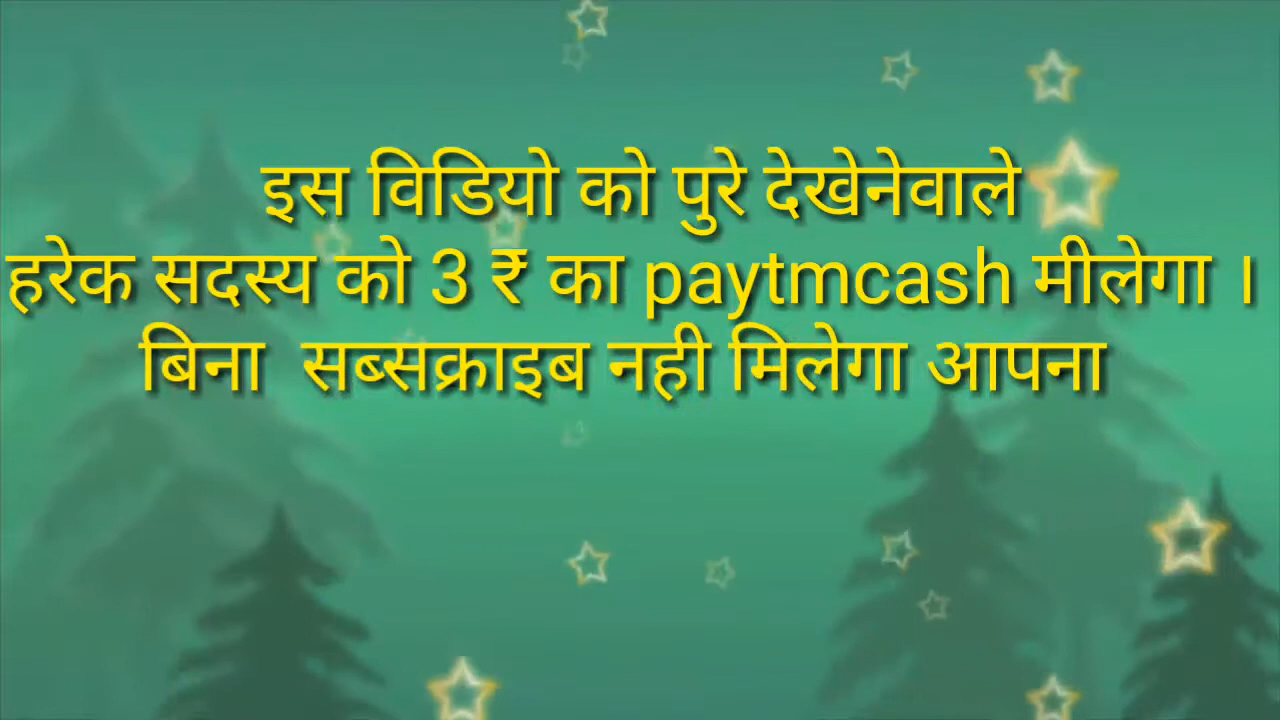 इस विडियो को पुरे देखेनेवाले
हरेक सदस्य को 3 ₹ का paytmcash मीलेगा ।
बिना सब्सक्राइब नही मिलेगा आपना